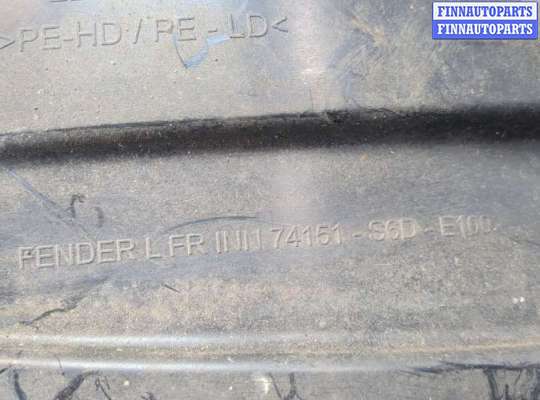 FINNAUTOPARTS
FINNAUTOPARTS
>PE-HD/PE-LD<
FENDER L FR INN 74151-S6D-E100